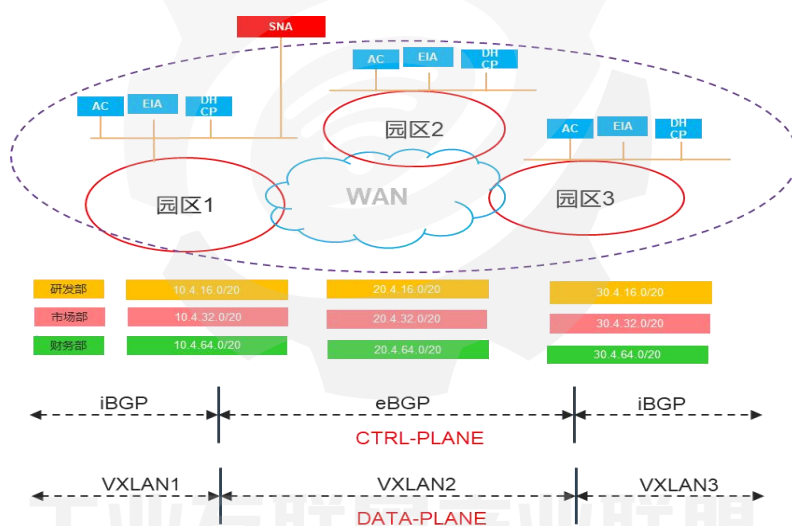 SNA
AC EIA DH CP
AC EIA DH CP
AC EIA DH CP
园区2
WAN
园区1
园区3
研发部 10.4.16.0/20 20.4.16.0/20 30.4.16.0/20
市场部 10.4.32.0/20 20.4.32.0/20 30.4.32.0/20
财务部 10.4.64.0/20 20.4.64.0/20 30.4.64.0/20
iBGP eBGP iBGP
CTRL-PLANE
VXLAN1 VXLAN2 VXLAN3
DATA-PLANE